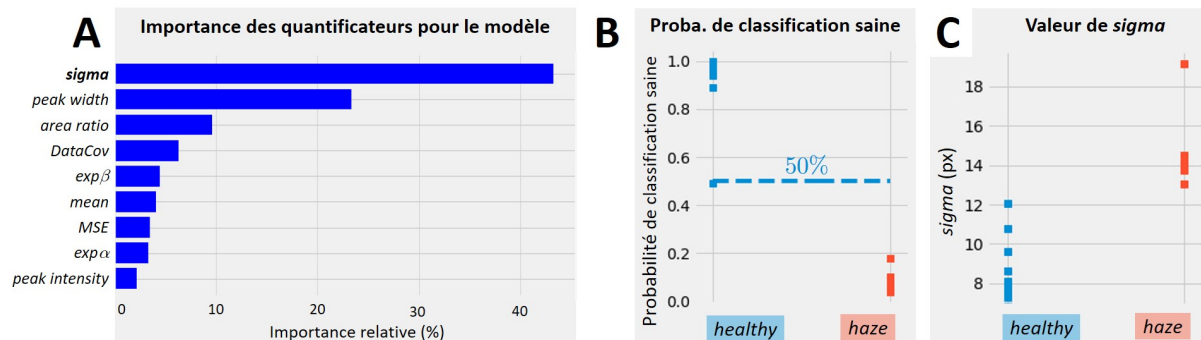 A
Importance des quantificateurs pour le modèle
sigma
peak width
area ratio
DataCov
expβ
mean
MSE
expα
peak intensity
0 10 20 30 40
Importance relative (%)
B
Proba. de classification saine
Probabilité de classification saine
1.0
0.8
0.6
0.4
0.2
0.0
50%
healthy haze
C
Valeur de sigma
sigma (px)
18
16
14
12
10
8
healthy haze